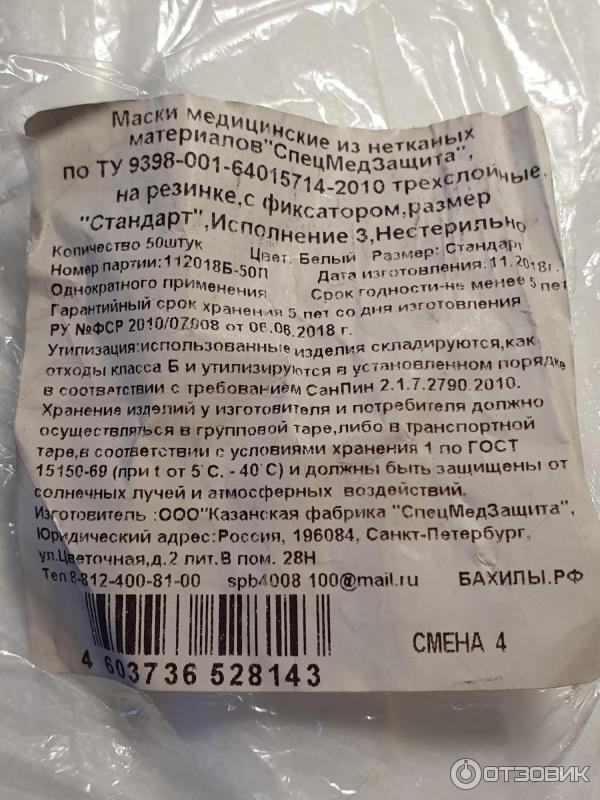 Маски медицинские из нетканых
материалов"СпецМедЗащита",
по ТУ 9398-001-64015714-2010 трехслойные,
на резинке,с фиксатором,размер
"Стандарт",Исполнение 3,Нестерильно
Количество 50штук Цвет. Белый Размер: Стандарт
Номер партии:112018Б-50П Дата изготовления:11.2018г.
Однократного применения Срок годности-не менее 5 лет
Гарантийный срок хранения 5 лет со дня изготовления
РУ №ФСР 2010/07908 от 06.06.2018 г.
Утилизация:использованные изделия складируются,как
отходы класса Б и утилизируются в установленном порядке
в соответствии с требованием СанПин 2.1.7.2790.2010.
Хранение изделий у изготовителя и потребителя должно
осуществляться в групповой таре,либо в транспортной
таре,в соответствии с условиями хранения 1 по ГОСТ
15150-69 (при t от 5°С. - 40°С) и должны быть защищены от
солнечных лучей и атмосферных воздействий.
Изготовитель :ООО"Казанская фабрика "СпецМедЗащита",
Юридический адрес:Россия, 196084, Санкт-Петербург,
ул.Цветочная,д.2 лит.В пом. 28Н
Тел 8-812-400-81-00 spb4008 100@mail.ru БАХИЛЫ.РФ
4 603736 528143
СМЕНА 4
ОТЗОВИК